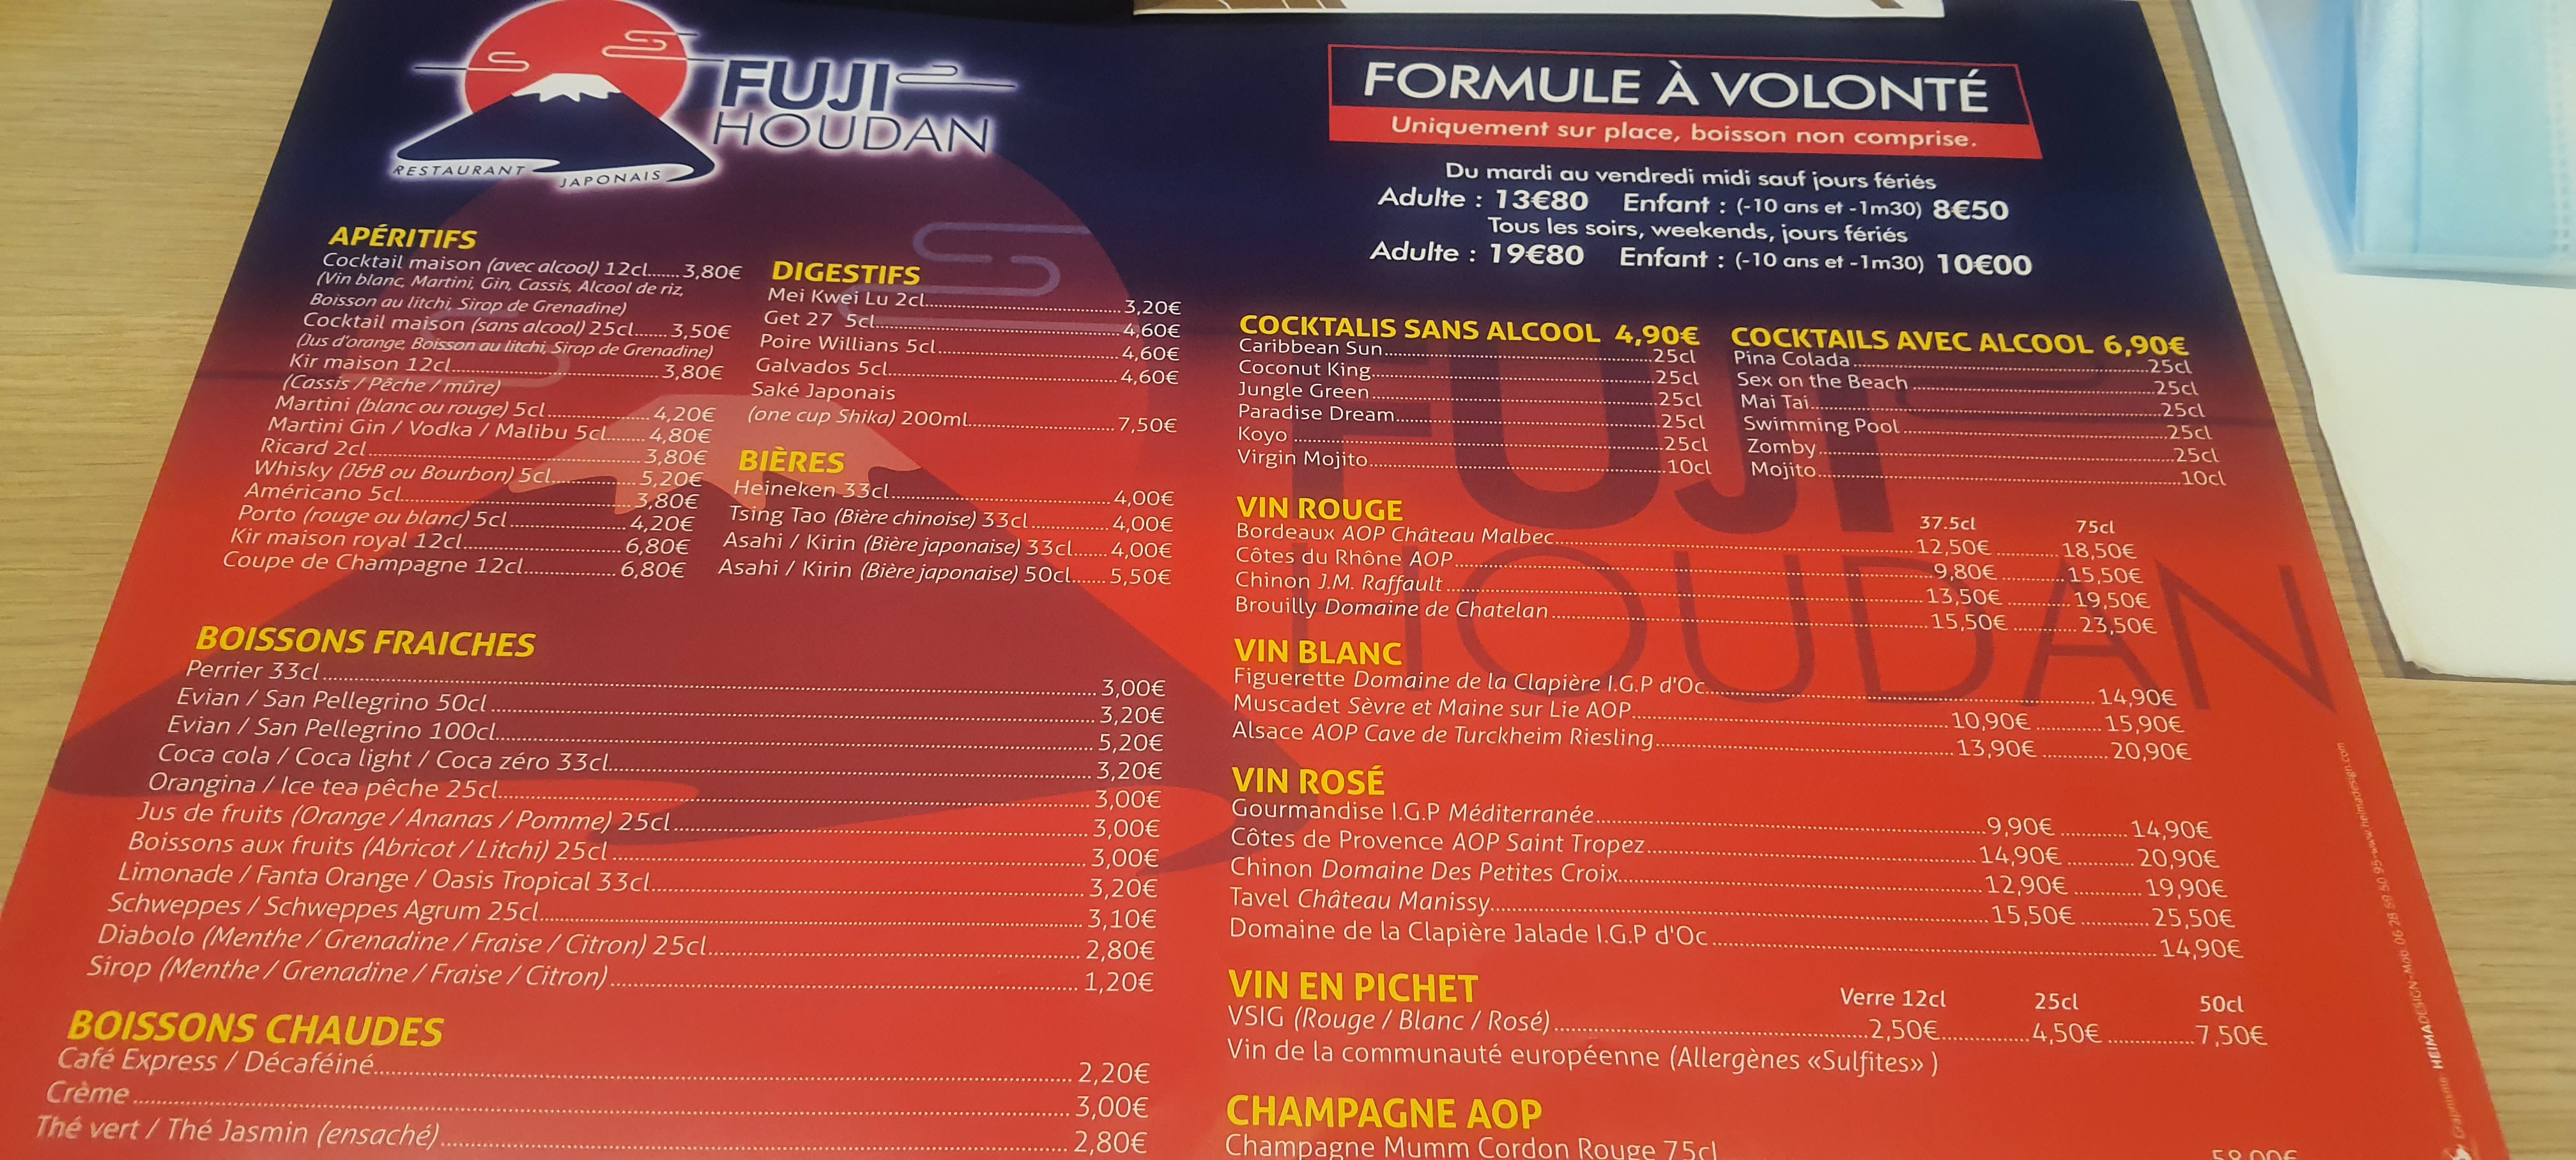 FUJI
HOUDAN
RESTAURANT JAPONAIS
APÉRITIFS
Cocktail maison (avec alcool) 12cl.......3,80€
(Vin blanc, Martini, Gin, Cassis, Alcool de riz,
Boisson au litchi, Sirop de Grenadine)
Cocktail maison (sans alcool) 25cl.......3,50€
(Jus d'orange, Boisson au litchi, Sirop de Grenadine)
Kir maison 12cl.......3,80€
(Cassis / Pêche / mûre)
Martini (blanc ou rouge) 5cl.......4,20€
Martini Gin / Vodka / Malibu 5cl.......4,80€
Ricard 2cl.......3,80€
Whisky (J&B ou Bourbon) 5cl.......5,20€
Américano 5cl.......3,80€
Porto (rouge ou blanc) 5cl.......4,20€
Kir maison royal 12cl.......6,80€
Coupe de Champagne 12cl.......6,80€
DIGESTIFS
Mei Kwei Lu 2cl.......3,20€
Get 27 5cl.......4,60€
Poire Willians 5cl.......4,60€
Galvados 5cl.......4,60€
Saké Japonais
(one cup Shika) 200ml.......7,50€
BIÈRES
Heineken 33cl.......4,00€
Tsing Tao (Bière chinoise) 33cl.......4,00€
Asahi / Kirin (Bière japonaise) 33cl.......4,00€
Asahi / Kirin (Bière japonaise) 50cl.......5,50€
BOISSONS FRAICHES
Perrier 33cl.......3,00€
Evian / San Pellegrino 50cl.......3,20€
Evian / San Pellegrino 100cl.......5,20€
Coca cola / Coca light / Coca zéro 33cl.......3,20€
Orangina / Ice tea pêche 25cl.......3,00€
Jus de fruits (Orange / Ananas / Pomme) 25cl.......3,00€
Boissons aux fruits (Abricot / Litchi) 25cl.......3,00€
Limonade / Fanta Orange / Oasis Tropical 33cl.......3,20€
Schweppes / Schweppes Agrum 25cl.......3,10€
Diabolo (Menthe / Grenadine / Fraise / Citron) 25cl.......2,80€
Sirop (Menthe / Grenadine / Fraise / Citron).......1,20€
BOISSONS CHAUDES
Café Express / Décaféiné.......2,20€
Crème.......3,00€
Thé vert / Thé Jasmin (ensaché).......2,80€
FORMULE À VOLONTÉ
Uniquement sur place, boisson non comprise.
Du mardi au vendredi midi sauf jours fériés
Adulte : 13€80 Enfant : (-10 ans et -1m30) 8€50
Tous les soirs, weekends, jours fériés
Adulte : 19€80 Enfant : (-10 ans et -1m30) 10€00
COCKTALIS SANS ALCOOL 4,90€
Caribbean Sun.......25cl
Coconut King.......25cl
Jungle Green.......25cl
Paradise Dream.......25cl
Koyo.......25cl
Virgin Mojito.......10cl
COCKTAILS AVEC ALCOOL 6,90€
Pina Colada.......25cl
Sex on the Beach.......25cl
Mai Tai.......25cl
Swimming Pool.......25cl
Zomby.......25cl
Mojito.......10cl
VIN ROUGE 37.5cl 75cl
Bordeaux AOP Château Malbec.......12,50€.......18,50€
Côtes du Rhône AOP.......9,80€.......15,50€
Chinon J.M. Raffault.......13,50€.......19,50€
Brouilly Domaine de Chatelan.......15,50€.......23,50€
VIN BLANC
Figuerette Domaine de la Clapière I.G.P d'Oc.......14,90€
Muscadet Sèvre et Maine sur Lie AOP.......10,90€.......15,90€
Alsace AOP Cave de Turckheim Riesling.......13,90€.......20,90€
VIN ROSÉ
Gourmandise I.G.P Méditerranée.......9,90€.......14,90€
Côtes de Provence AOP Saint Tropez.......14,90€.......20,90€
Chinon Domaine Des Petites Croix.......12,90€.......19,90€
Tavel Château Manissy.......15,50€.......25,50€
Domaine de la Clapière Jalade I.G.P d'Oc.......14,90€
VIN EN PICHET Verre 12cl 25cl 50cl
VSIG (Rouge / Blanc / Rosé).......2,50€.......4,50€.......7,50€
Vin de la communauté européenne (Allergènes «Sulfites» )
CHAMPAGNE AOP
Champagne Mumm Cordon Rouge 75cl
FUJI
HOUDAN
Graphisme HEIMADESIGN-Mob 06 28 59 50 95-www.heimadesign.com